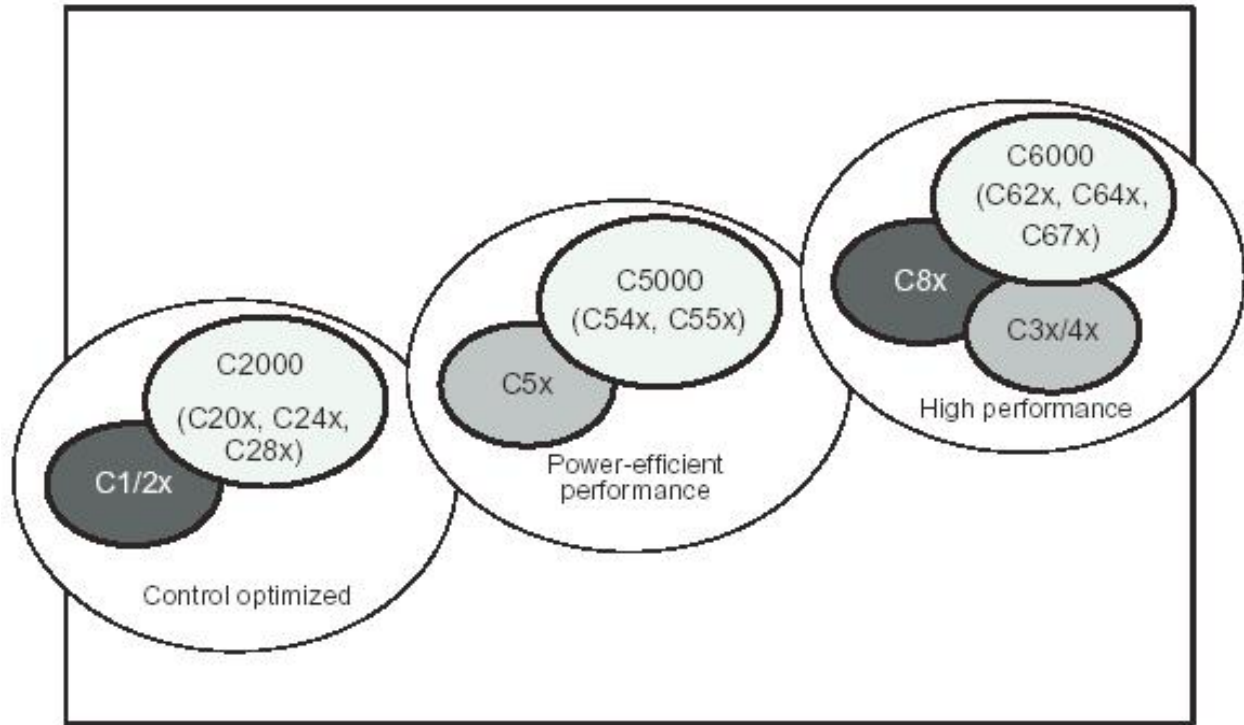 C2000
(C20x, C24x,
C28x)
C1/2x
Control optimized
C5000
(C54x, C55x)
C5x
Power-efficient
performance
C6000
(C62x, C64x,
C67x)
C8x
C3x/4x
High performance